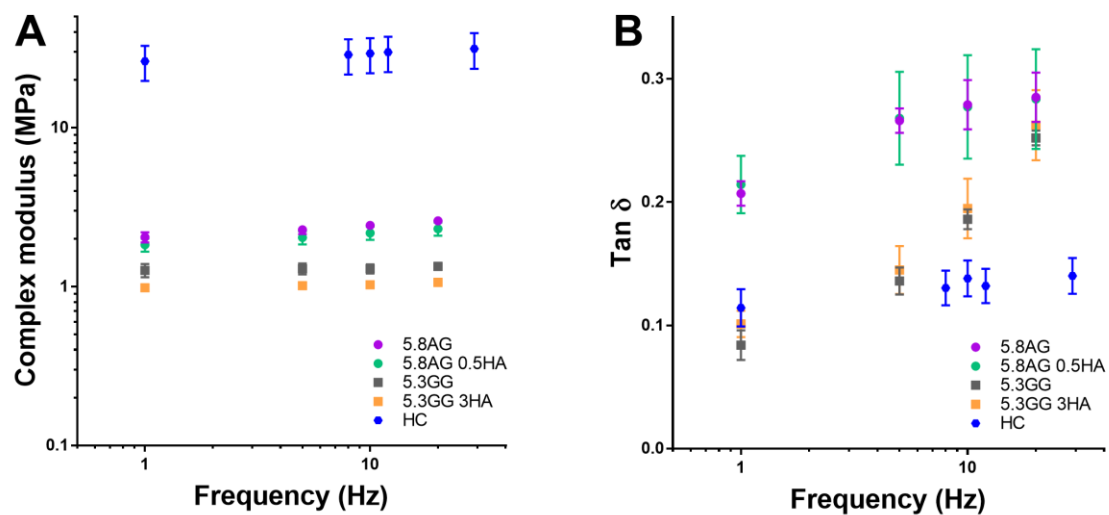 A
Complex modulus (MPa)
10
1
0.1
1
10
Frequency (Hz)
5.8AG
5.8AG 0.5HA
5.3GG
5.3GG 3HA
HC
B
Tan δ
0.3
0.2
0.1
0.0
1
10
Frequency (Hz)
5.8AG
5.8AG 0.5HA
5.3GG
5.3GG 3HA
HC